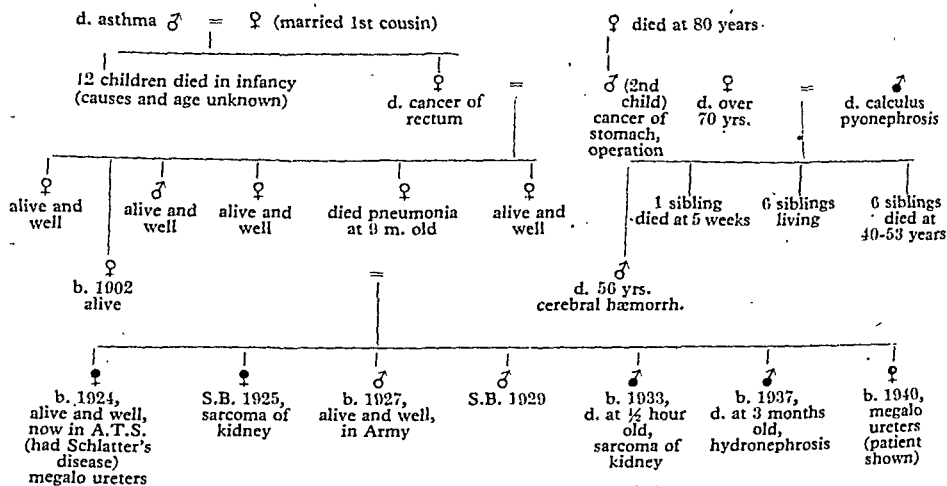 d. asthma ♂ = ♀ (married 1st cousin)
♀ died at 80 years
12 children died in infancy
(causes and age unknown)
♀
d. cancer of
rectum
=
♂ (2nd
child)
cancer of
stomach,
operation
♀
d. over
70 yrs.
=
♂
d. calculus
pyonephrosis
♀
alive and
well
♂
alive and
well
♀
alive and
well
♀
died pneumonia
at 9 m. old
♀
alive and
well
1 sibling
died at 5 weeks
6 siblings
living
6 siblings
died at
40-53 years
♀
b. 1902
alive
=
♂
d. 56 yrs.
cerebral hæmorrh.
♀
b. 1924,
alive and well,
now in A.T.S.
(had Schlatter's
disease)
megalo ureters
♀
S.B. 1925,
sarcoma of
kidney
♂
b. 1927,
alive and well,
in Army
♂
S.B. 1929
♂
b. 1933,
d. at ½ hour
old,
sarcoma of
kidney
♂
b. 1937,
d. at 3 months
old,
hydronephrosis
♀
b. 1940,
megalo
ureters
(patient
shown)